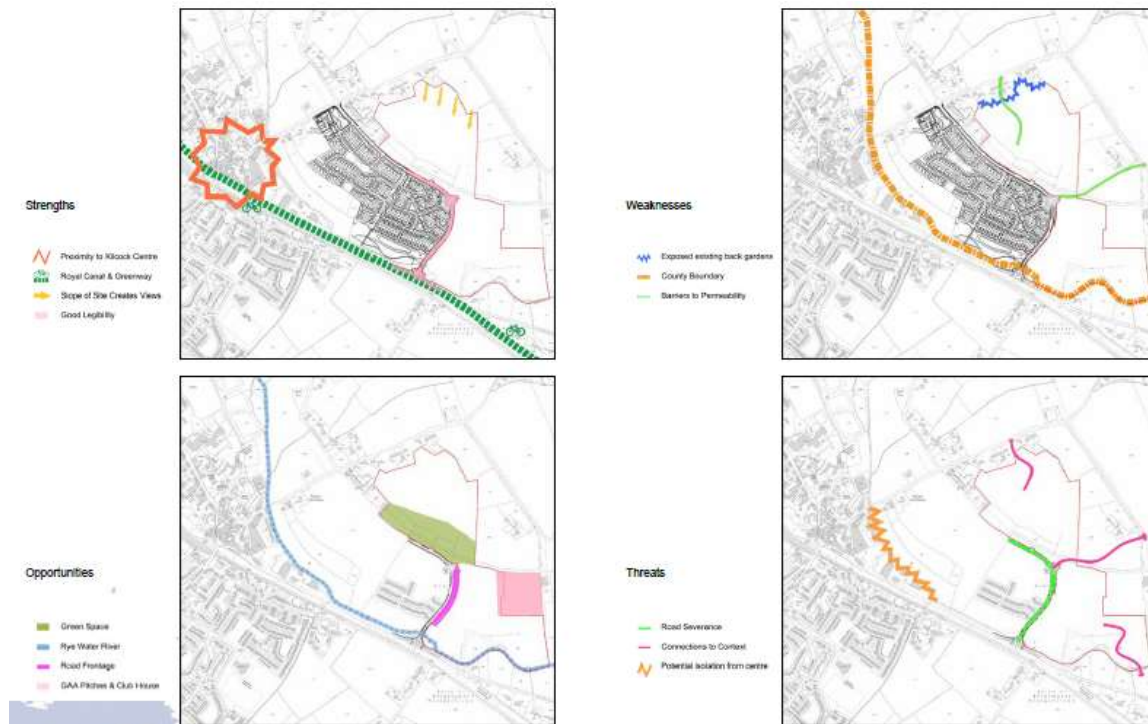 Strengths
Proximity to Kilcock Centre
Royal Canal & Greenway
Slope of Site Creates Views
Good Legibility
Weaknesses
Exposed existing back gardens
County Boundary
Barriers to Permeability
Opportunities
Green Space
Rye Water River
Road Frontage
GAA Pitches & Club House
Threats
Road Severance
Connections to Context
Potential isolation from centre